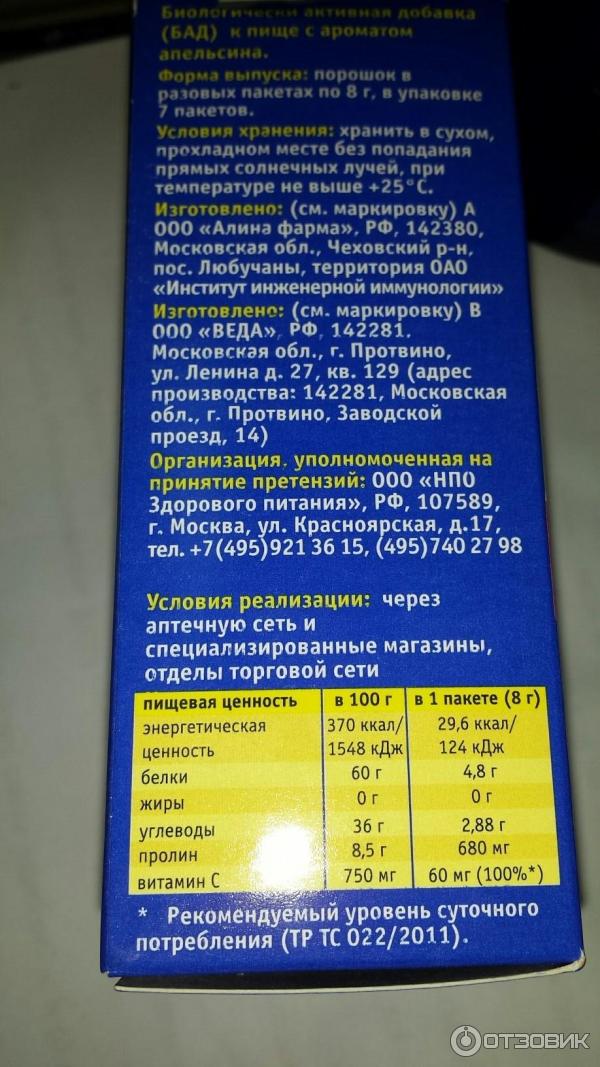 Биологически активная добавка
(БАД) к пище с ароматом
апельсина.
Форма выпуска: порошок в
разовых пакетах по 8 г, в упаковке
7 пакетов.
Условия хранения: хранить в сухом,
прохладном месте без попадания
прямых солнечных лучей, при
температуре не выше +25°С.
Изготовлено: (см. маркировку) А
ООО «Алина фарма», РФ, 142380,
Московская обл., Чеховский р-н,
пос. Любучаны, территория ОАО
«Институт инженерной иммунологии»
Изготовлено: (см. маркировку) В
ООО «ВЕДА», РФ, 142281,
Московская обл., г. Протвино,
ул. Ленина д. 27, кв. 129 (адрес
производства: 142281, Московская
обл., г. Протвино, Заводской
проезд, 14)
Организация, уполномоченная на
принятие претензий: ООО «НПО
Здорового питания», РФ, 107589,
г. Москва, ул. Красноярская, д.17,
тел. +7(495)921 36 15, (495)740 27 98
Условия реализации: через
аптечную сеть и
специализированные магазины,
отделы торговой сети
пищевая ценность в 100 г в 1 пакете (8 г)
энергетическая 370 ккал/ 29,6 ккал/
ценность 1548 кДж 124 кДж
белки 60 г 4,8 г
жиры 0 г 0 г
углеводы 36 г 2,88 г
пролин 8,5 г 680 мг
витамин С 750 мг 60 мг (100%*)
* Рекомендуемый уровень суточного
потребления (ТР ТС 022/2011).
ОТЗОВИК